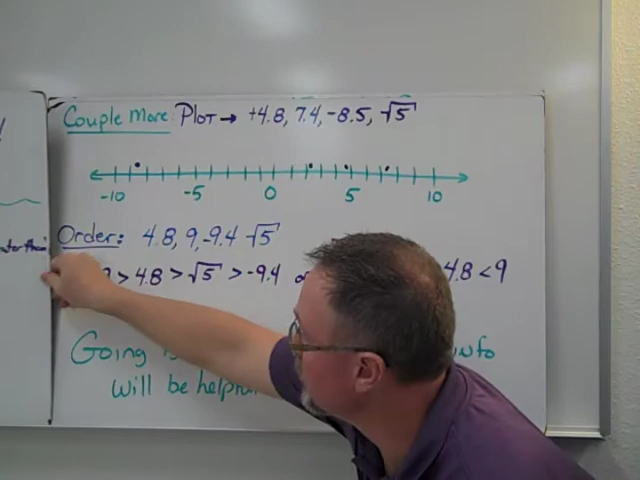 Couple More Plot → +4.8, 7.4, -8.5, √5
-10 -5 0 5 10
Order: 4.8, 9, -9.4 √5
9 > 4.8 > √5 > -9.4 4.8 < 9
Going
will be